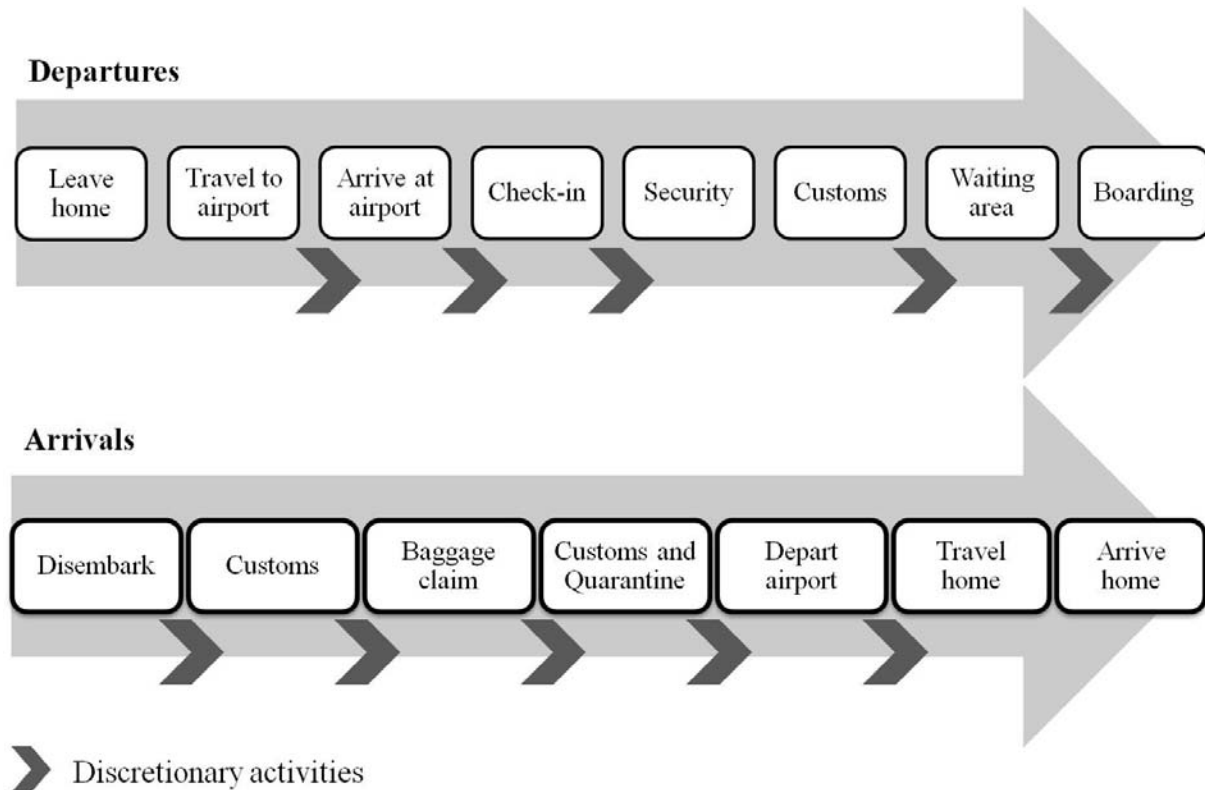 Departures
Leave
home
Travel to
airport
Arrive at
airport
Check-in
Security
Customs
Waiting
area
Boarding
Arrivals
Disembark
Customs
Baggage
claim
Customs and
Quarantine
Depart
airport
Travel
home
Arrive
home
Discretionary activities